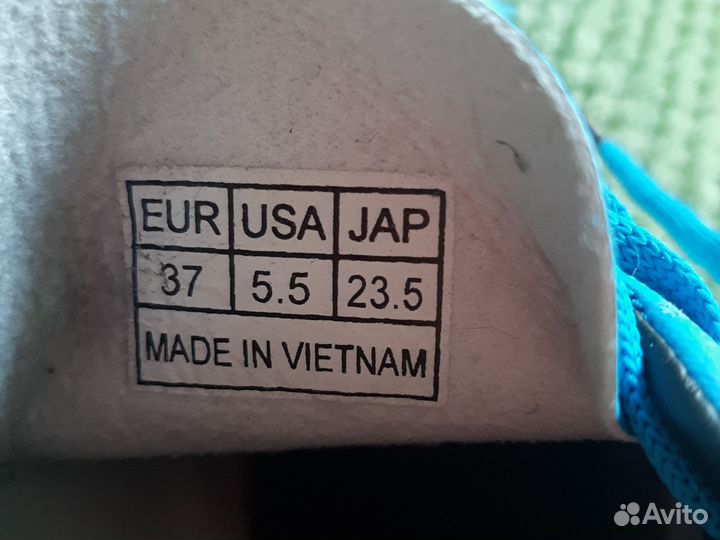 EUR USA JAP
37 5.5 23.5
MADE IN VIETNAM
Avito